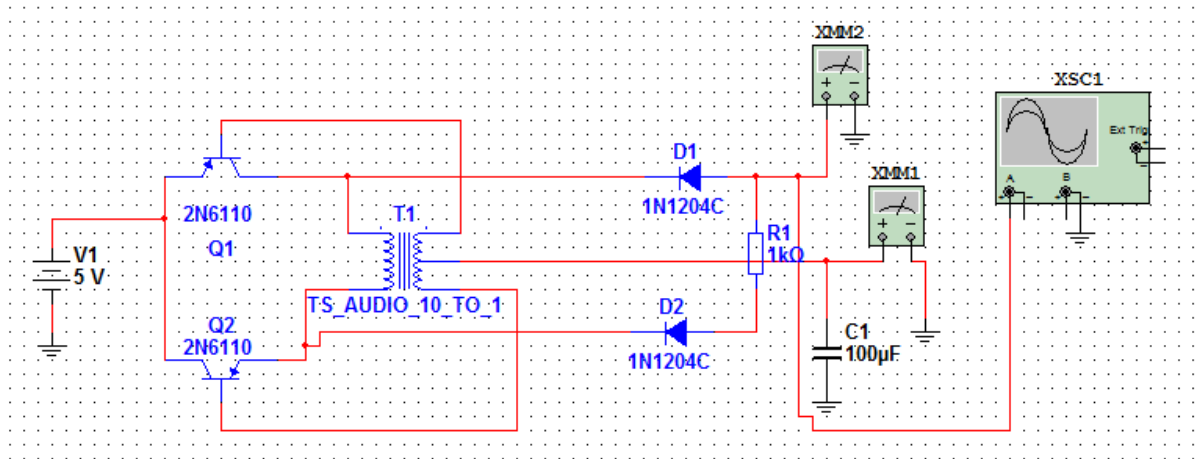 XMM2
+ −
XSC1
Ext Trig
+
−
A
B
+ − + −
D1
1N1204C
XMM1
+ −
2N6110
Q1
T1
R1
1kΩ
V1
5 V
TS_AUDIO_10_TO_1
Q2
2N6110
D2
1N1204C
C1
100µF